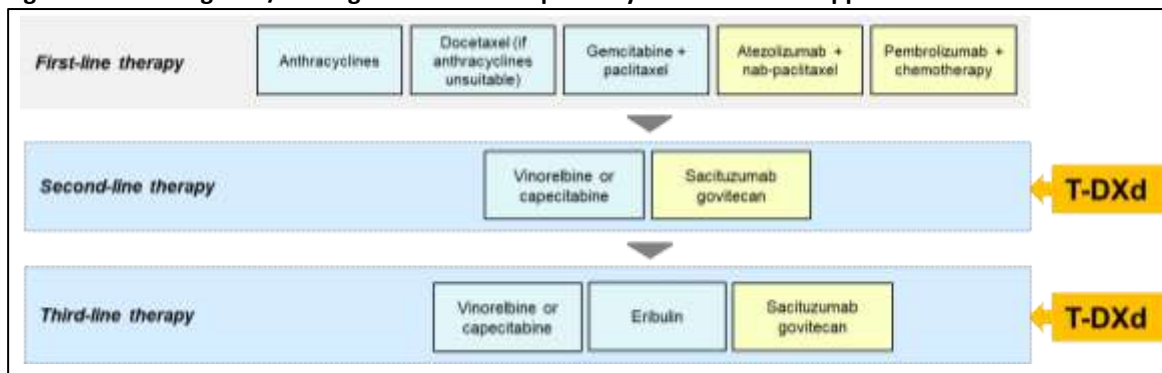 First-line therapy
Anthracyclines
Docetaxel (if
anthracyclines
unsuitable)
Gemcitabine +
paclitaxel
Atezolizumab +
nab-paclitaxel
Pembrolizumab +
chemotherapy
Second-line therapy
Vinorelbine or
capecitabine
Sacituzumab
govitecan
T-DXd
Third-line therapy
Vinorelbine or
capecitabine
Eribulin
Sacituzumab
govitecan
T-DXd